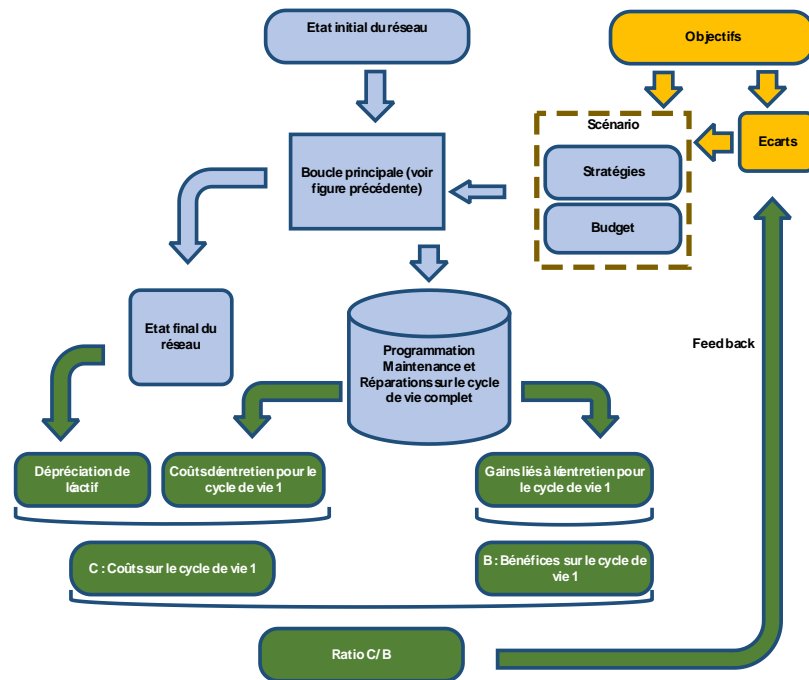 Etat initial du réseau
Objectifs
Scénario
Ecarts
Boucle principale (voir
figure précédente)
Stratégies
Budget
Etat final du
réseau
Programmation
Maintenance et
Réparations sur le cycle
de vie complet
Feedback
Dépréciation de
léactif
Coûts déentretien pour le
cycle de vie 1
Gains liés à léentretien pour
le cycle de vie 1
C : Coûts sur le cycle de vie 1
B : Bénéfices sur le cycle de
vie 1
Ratio C/ B